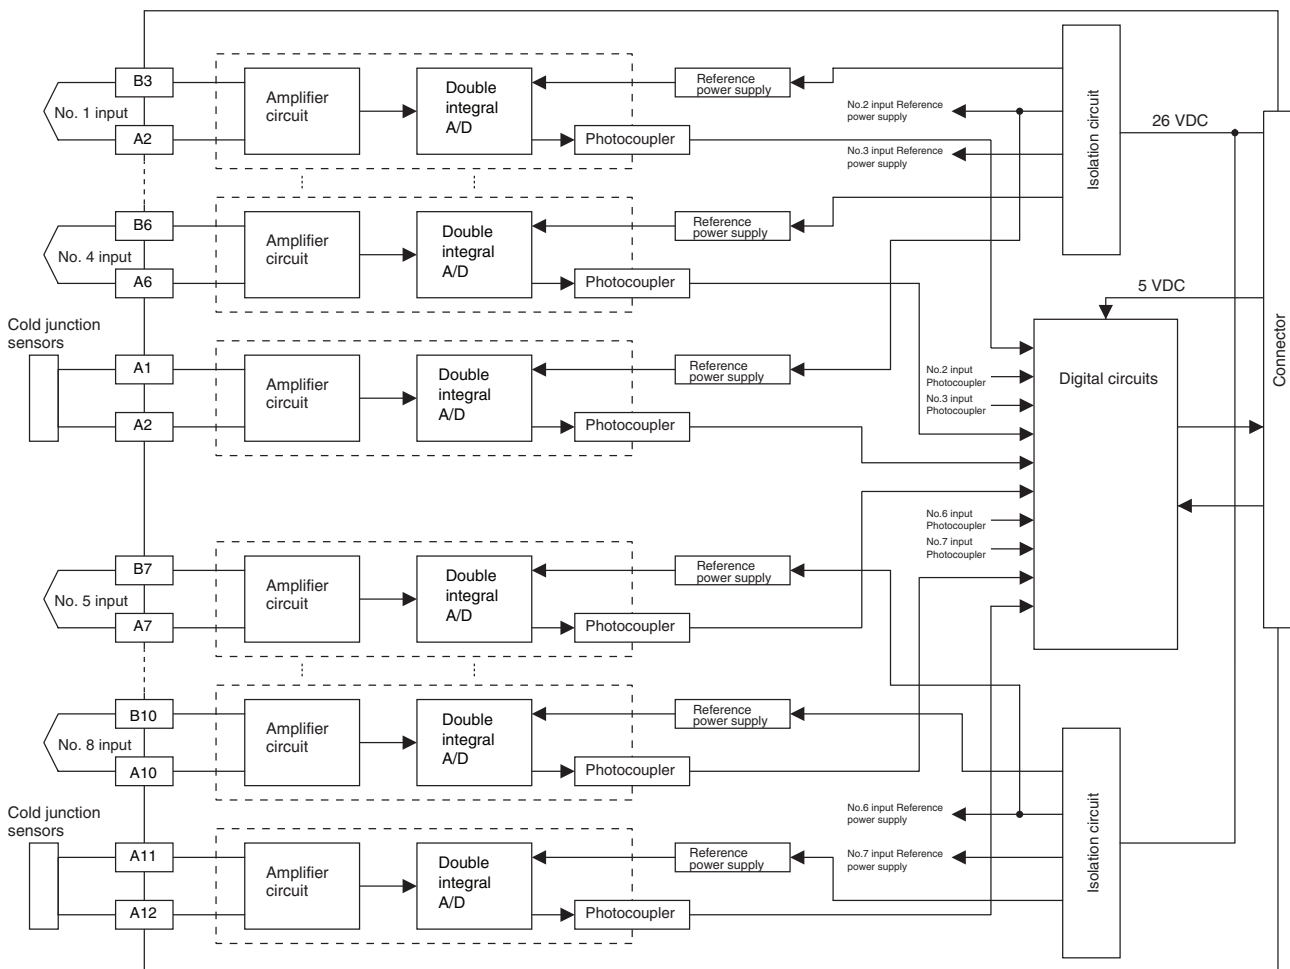 B3
No. 1 input
A2
Amplifier
circuit
Double
integral
A/D
Photocoupler
Reference
power supply
No.2 input Reference
power supply
No.3 input Reference
power supply
Isolation circuit
26 VDC
B6
No. 4 input
A6
Amplifier
circuit
Double
integral
A/D
Photocoupler
Reference
power supply
5 VDC
Connector
Cold junction
sensors
A1
A2
Amplifier
circuit
Double
integral
A/D
Photocoupler
Reference
power supply
No.2 input
Photocoupler
No.3 input
Photocoupler
Digital circuits
No.6 input
Photocoupler
No.7 input
Photocoupler
B7
No. 5 input
A7
Amplifier
circuit
Double
integral
A/D
Photocoupler
Reference
power supply
B10
No. 8 input
A10
Amplifier
circuit
Double
integral
A/D
Photocoupler
Reference
power supply
No.6 input Reference
power supply
No.7 input Reference
power supply
Isolation circuit
Cold junction
sensors
A11
A12
Amplifier
circuit
Double
integral
A/D
Photocoupler
Reference
power supply